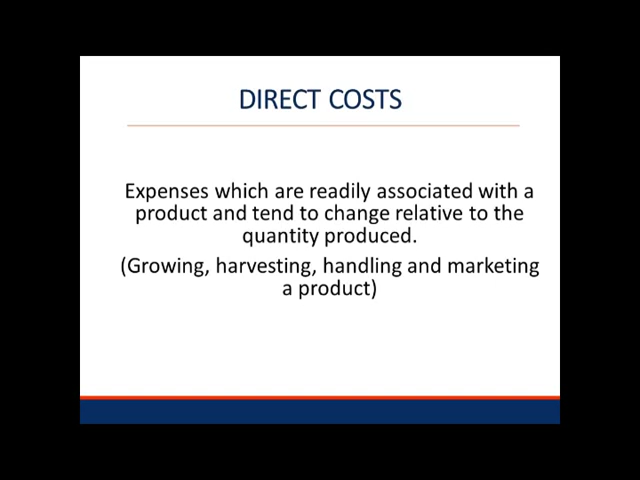 DIRECT COSTS
Expenses which are readily associated with a
product and tend to change relative to the
quantity produced.
(Growing, harvesting, handling and marketing
a product)